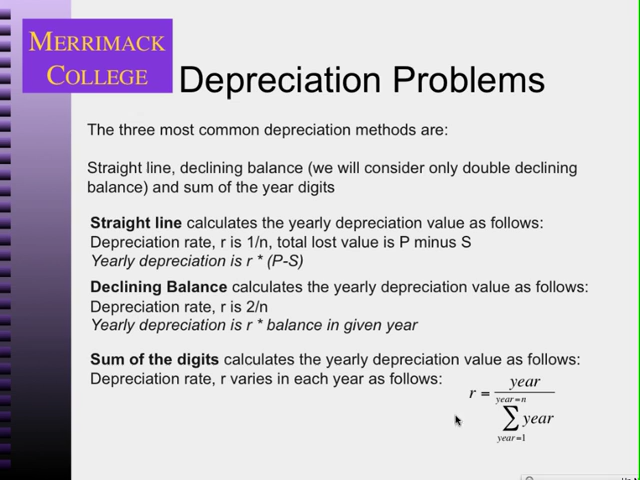 MERRIMACK
COLLEGE
Depreciation Problems
The three most common depreciation methods are:
Straight line, declining balance (we will consider only double declining
balance) and sum of the year digits
Straight line calculates the yearly depreciation value as follows:
Depreciation rate, r is 1/n, total lost value is P minus S
Yearly depreciation is r * (P-S)
Declining Balance calculates the yearly depreciation value as follows:
Depreciation rate, r is 2/n
Yearly depreciation is r * balance in given year
Sum of the digits calculates the yearly depreciation value as follows:
Depreciation rate, r varies in each year as follows:
year
r =
year=n
∑ year
year=1